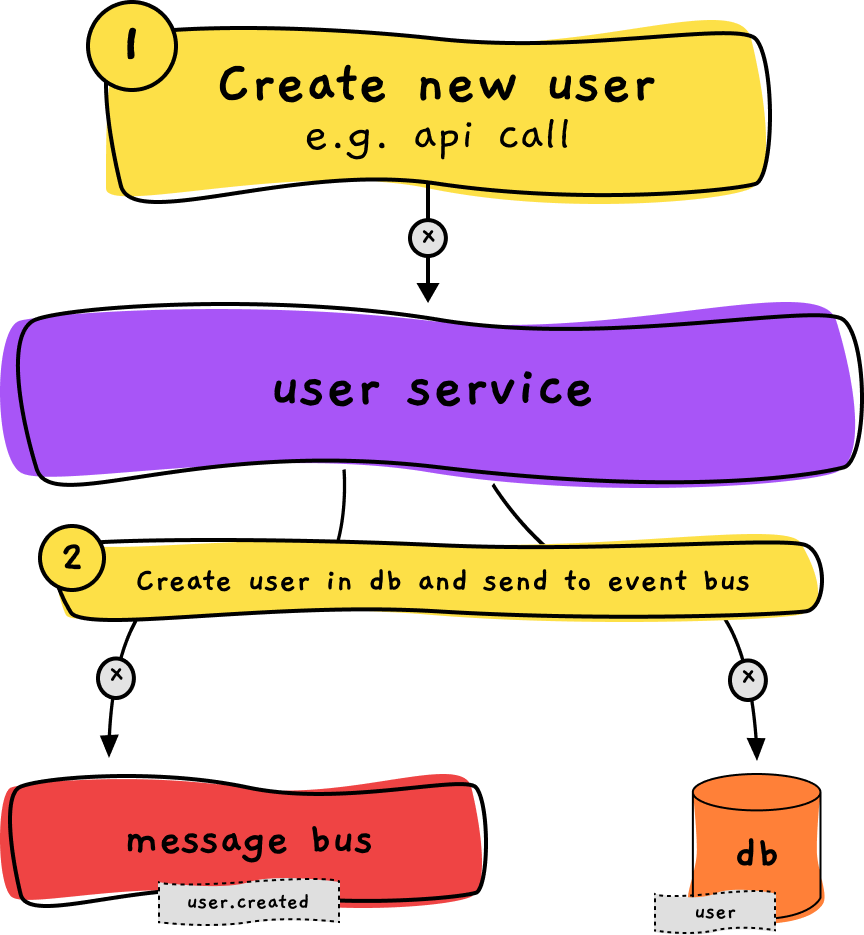 1
Create new user
e.g. api call
x
user service
2
Create user in db and send to event bus
x
x
message bus
user.created
db
user